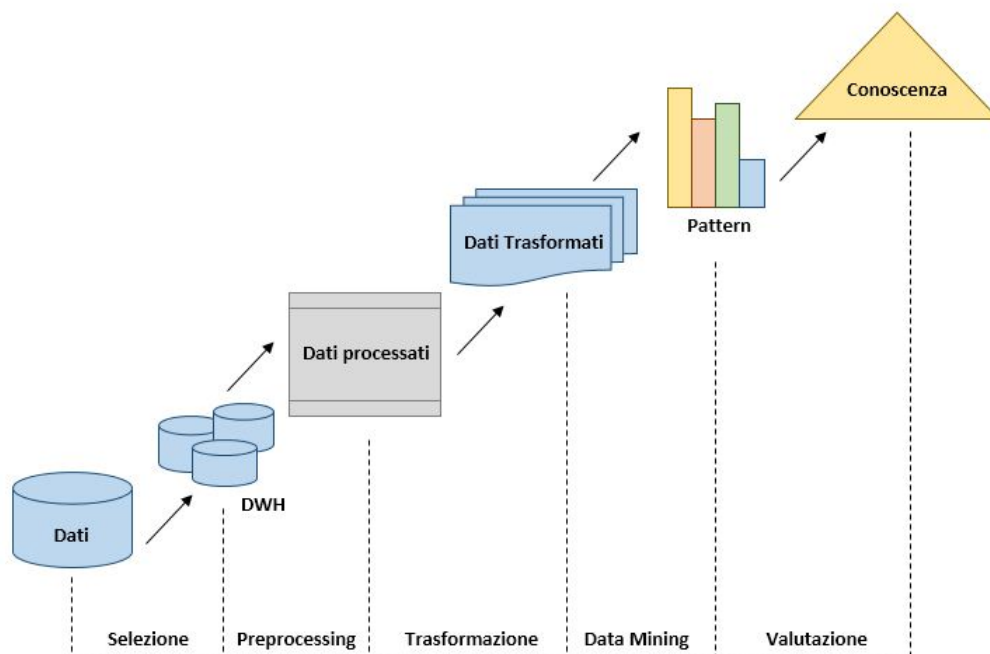 Conoscenza
Pattern
Dati Trasformati
Dati processati
DWH
Dati
Selezione
Preprocessing
Trasformazione
Data Mining
Valutazione